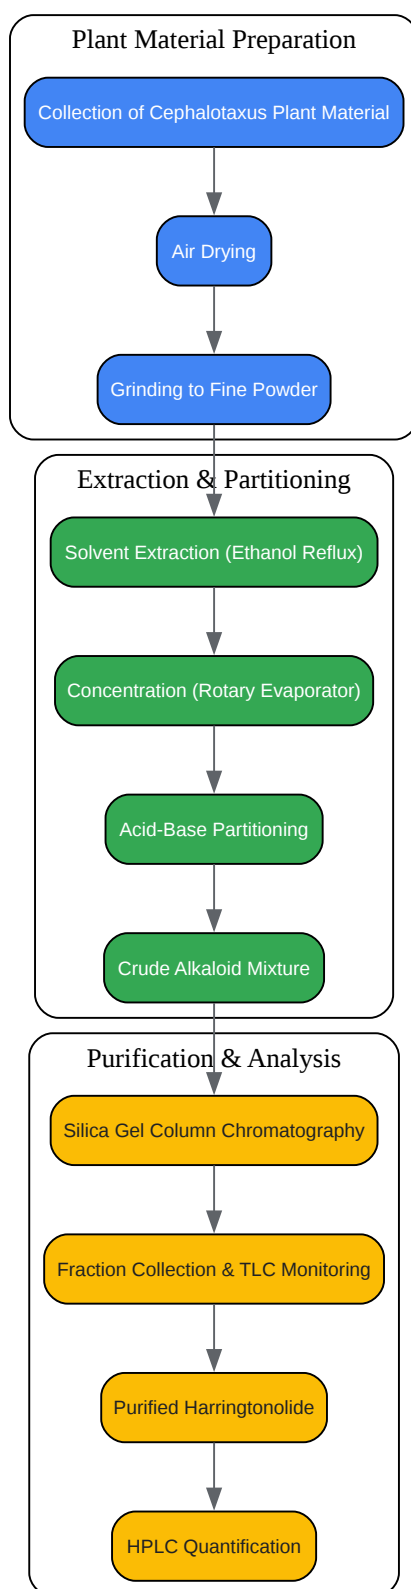 Plant Material Preparation
Collection of Cephalotaxus Plant Material
Air Drying
Grinding to Fine Powder
Extraction & Partitioning
Solvent Extraction (Ethanol Reflux)
Concentration (Rotary Evaporator)
Acid-Base Partitioning
Crude Alkaloid Mixture
Purification & Analysis
Silica Gel Column Chromatography
Fraction Collection & TLC Monitoring
Purified Harringtonolide
HPLC Quantification